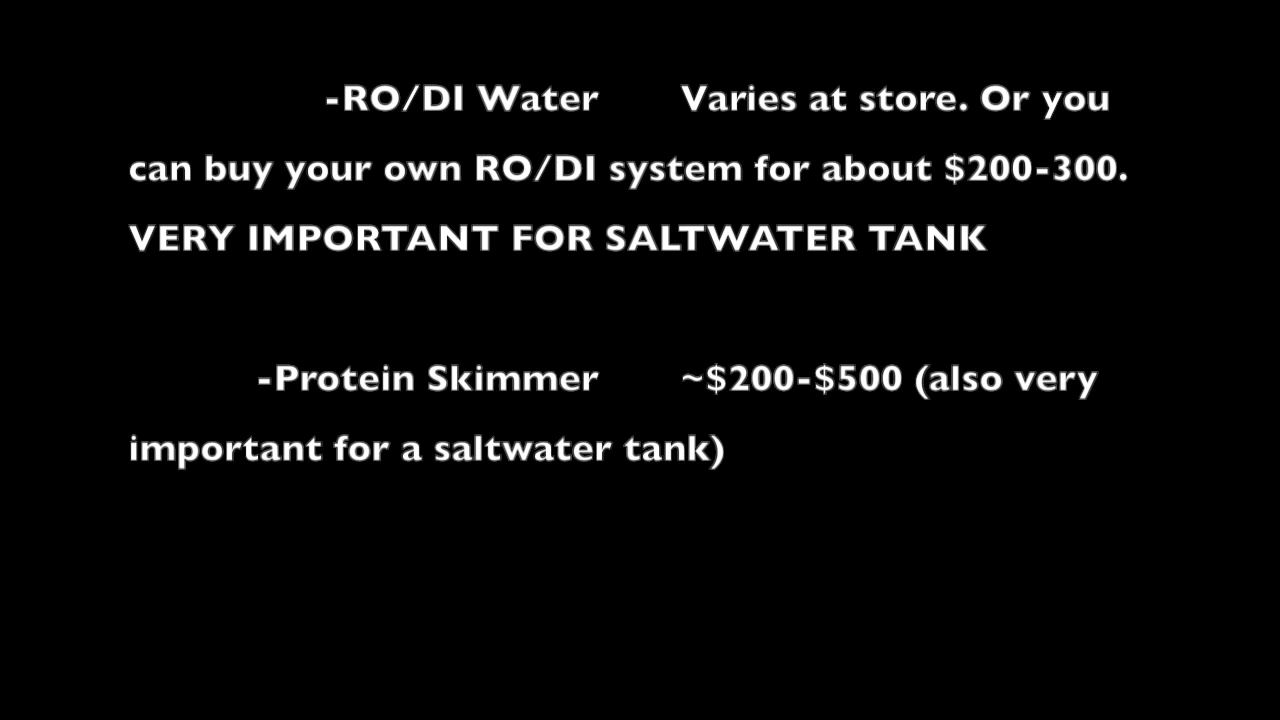 -RO/DI Water Varies at store. Or you
can buy your own RO/DI system for about $200-300.
VERY IMPORTANT FOR SALTWATER TANK
-Protein Skimmer ~$200-$500 (also very
important for a saltwater tank)